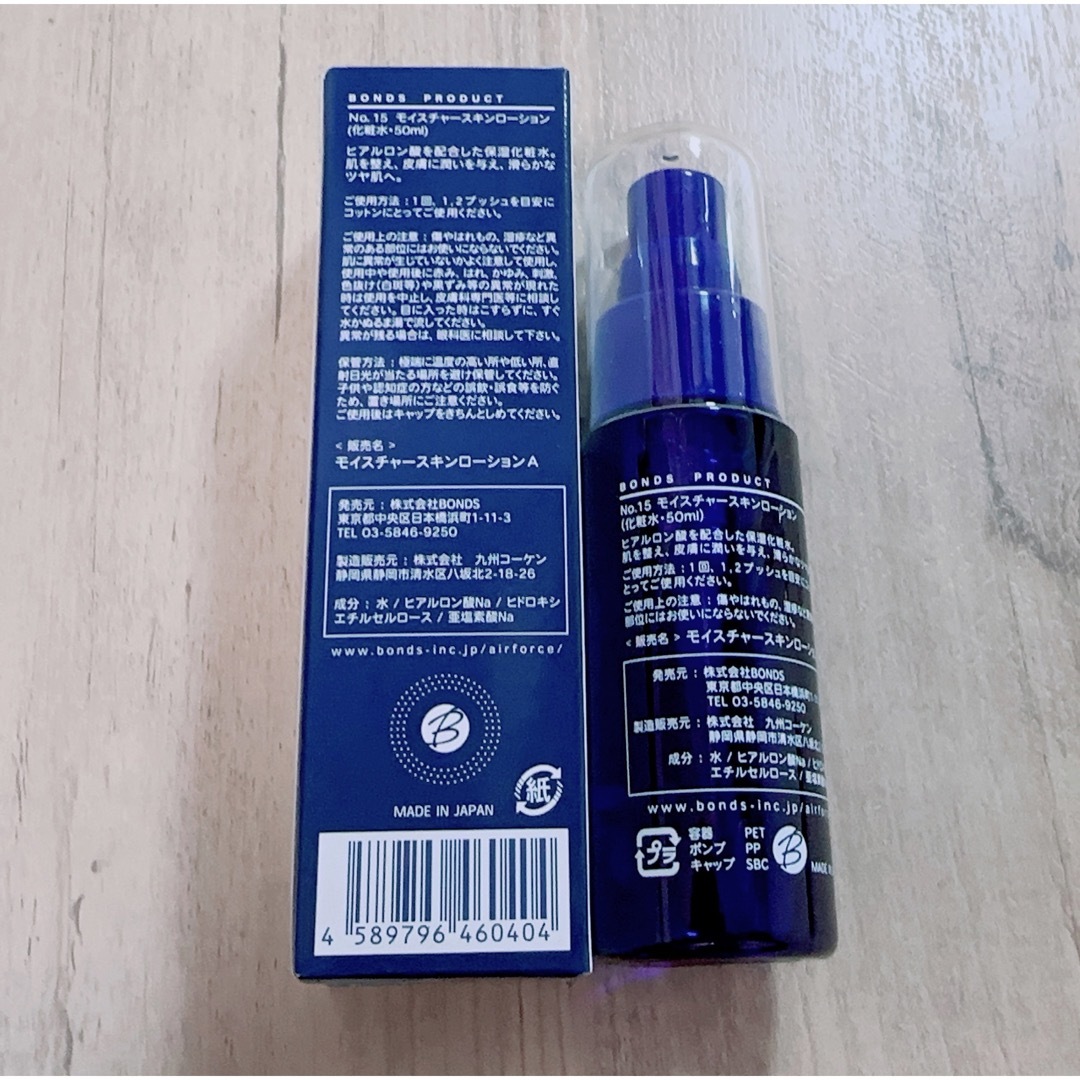 BONDS PRODUCT
No.15 モイスチャースキンローション
(化粧水・50ml)
ヒアルロン酸を配合した保湿化粧水。
肌を整え、皮膚に潤いを与え、滑らかな
ツヤ肌へ。
ご使用方法:1回、1,2プッシュを目安に
コットンにとってご使用ください。
ご使用上の注意:傷やはれもの、湿疹など異
常のある部位にはお使いにならないでください。
肌に異常が生じていないかよく注意して使用し、
使用中や使用後に赤み、はれ、かゆみ、刺激、
色抜け(白斑等)や黒ずみ等の異常が現れた
時は使用を中止し、皮膚科専門医等に相談し
てください。目に入った時はこすらずに、すぐ
水かぬるま湯で流してください。
異常が残る場合は、眼科医に相談して下さい。
保管方法:極端に温度の高い所や低い所、直
射日光が当たる場所を避け保管してください。
子供や認知症の方などの誤飲・誤食等を防ぐ
ため、置き場所にご注意ください。
ご使用後はキャップをきちんとしめてください。
< 販売名 >
モイスチャースキンローションA
発売元:株式会社BONDS
東京都中央区日本橋浜町1-11-3
TEL 03-5846-9250
製造販売元:株式会社 九州コーケン
静岡県静岡市清水区八坂北2-18-26
成分:水 / ヒアルロン酸Na / ヒドロキシ
エチルセルロース / 亜塩素酸Na
www.bonds-inc.jp/airforce/
B
紙
MADE IN JAPAN
4 589796 460404
BONDS PRODUCT
No.15 モイスチャースキンローション
(化粧水・50ml)
ヒアルロン酸を配合した保湿化粧水。
肌を整え、皮膚に潤いを与え、滑らかな
ご使用方法:1回、1,2プッシュを目安に
とってご使用ください。
ご使用上の注意:傷やはれもの、湿疹など
部位にはお使いにならないでください。
< 販売名 > モイスチャースキンローショ
発売元:株式会社BONDS
東京都中央区日本橋浜町1
TEL 03-5846-9250
製造販売元:株式会社 九州コーケン
静岡県静岡市清水区八坂北2
成分:水 / ヒアルロン酸Na / ヒドロ
エチルセルロース / 亜塩素
www.bonds-inc.jp/airforce
プラ
容器 PET
ポンプ PP
キャップ SBC
B
MADE